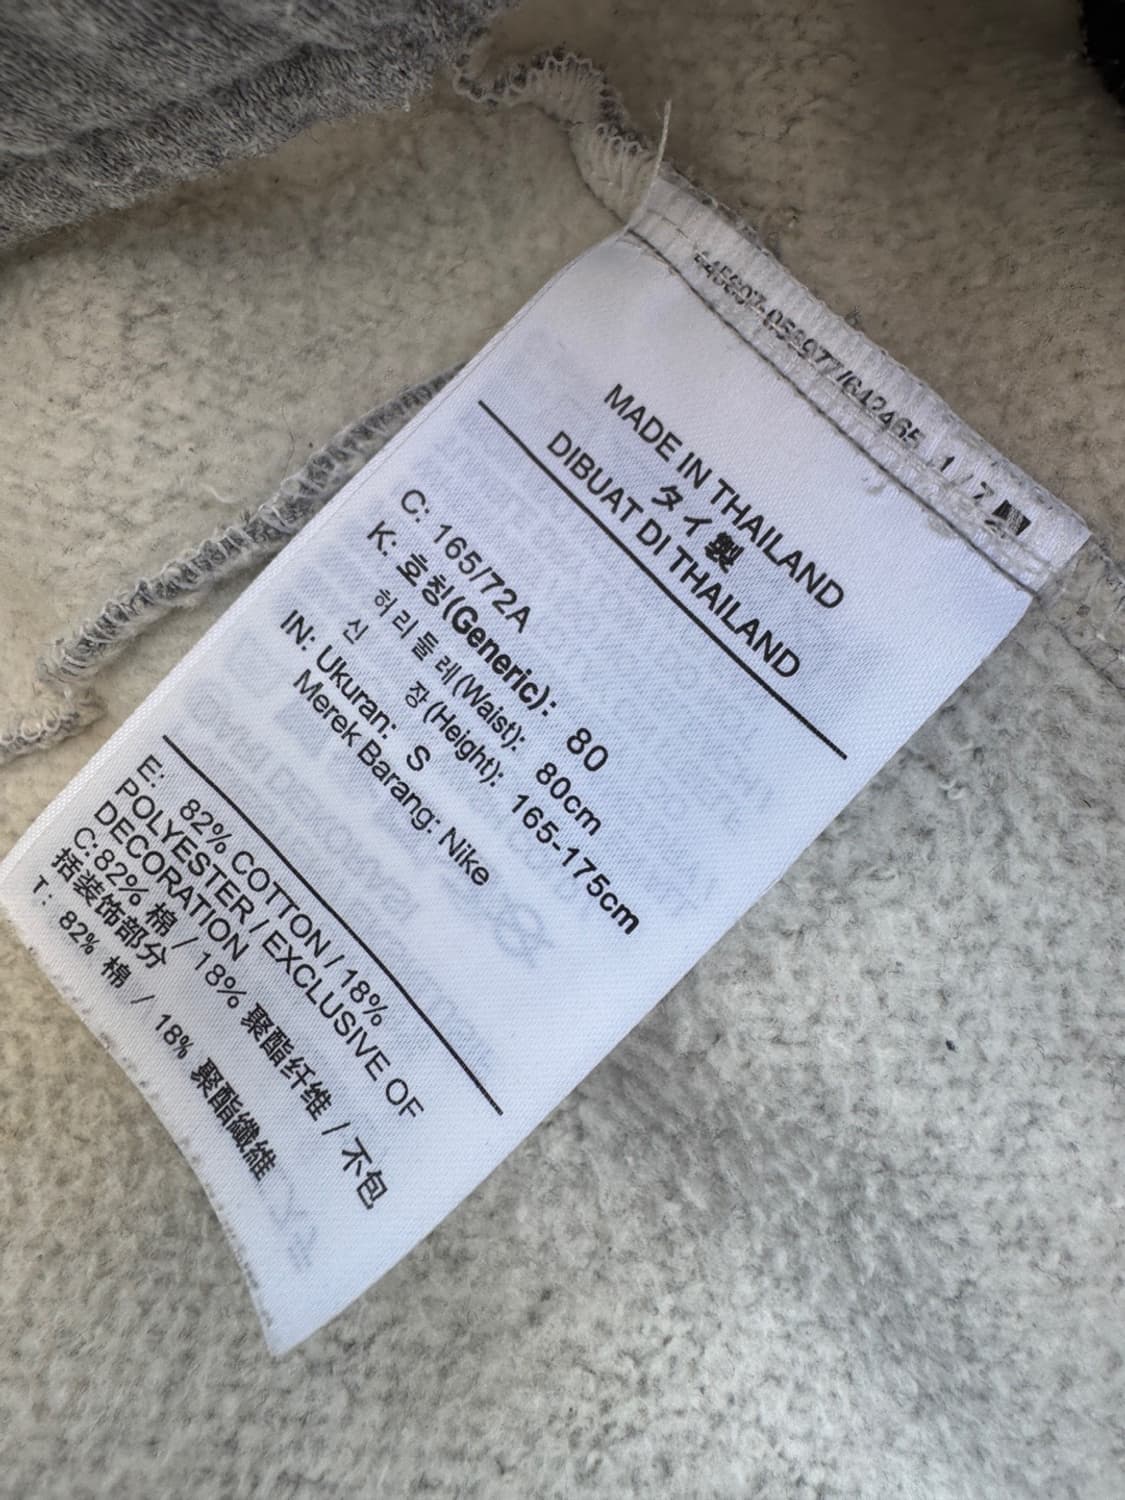 1 / 2
MADE IN THAILAND
タイ製
DIBUAT DI THAILAND
C: 165/72A
K: 호칭(Generic): 80
허리둘레(Waist): 80cm
신 장(Height): 165-175cm
IN: Ukuran: S
Merek Barang: Nike
E: 82% COTTON / 18%
POLYESTER / EXCLUSIVE OF
DECORATION
C:82% 棉 / 18% 聚酯纤维 / 不包
括装饰部分
T: 82% 棉 / 18% 聚酯纖維